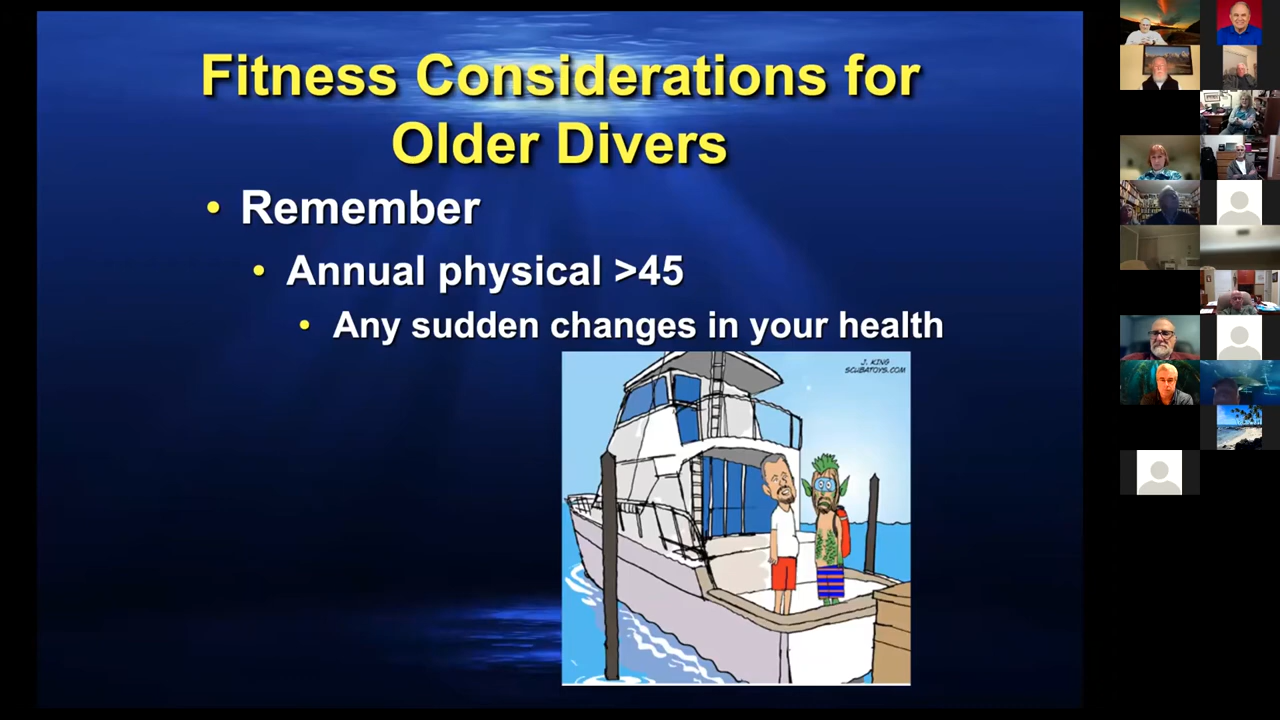 Fitness Considerations for
Older Divers
• Remember
• Annual physical >45
• Any sudden changes in your health
J. KING
SCUBATOYS.COM